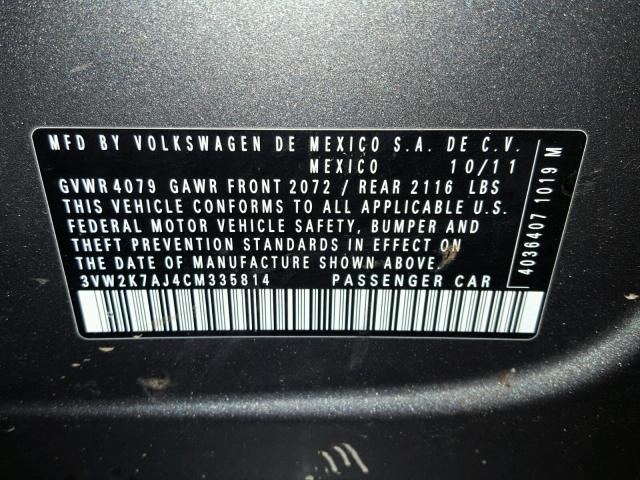 MFD BY VOLKSWAGEN DE MEXICO S.A. DE C.V.
MEXICO 10/11
GVWR 4079 GAWR FRONT 2072 / REAR 2116 LBS
THIS VEHICLE CONFORMS TO ALL APPLICABLE U.S.
FEDERAL MOTOR VEHICLE SAFETY, BUMPER AND
THEFT PREVENTION STANDARDS IN EFFECT ON
THE DATE OF MANUFACTURE SHOWN ABOVE.
3VW2K7AJ4CM335814 PASSENGER CAR
4036407 1019 M